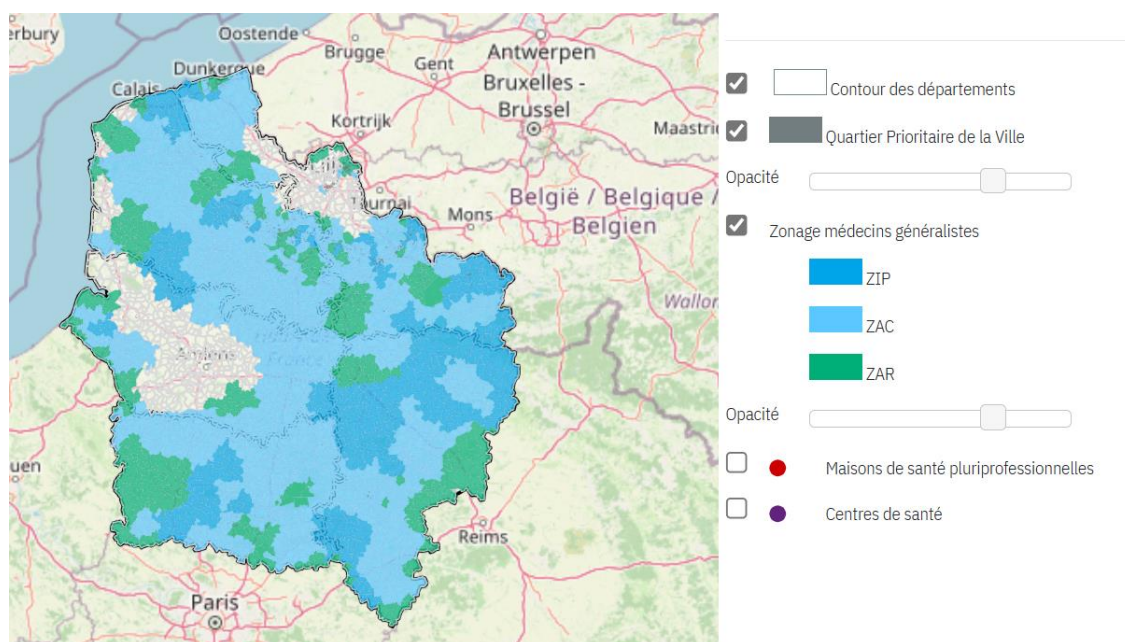 erbury
Oostende
Brugge
Antwerpen
Gent
Dunkerque
Calais
Bruxelles -
Brussel
Kortrijk
Maastri
Lill
Tournai
België / Belgique /
Belgien
Mons
Wallon
Amiens
uen
Reims
Paris
Contour des départements
Quartier Prioritaire de la Ville
Opacité
Zonage médecins généralistes
ZIP
ZAC
ZAR
Opacité
Maisons de santé pluriprofessionnelles
Centres de santé